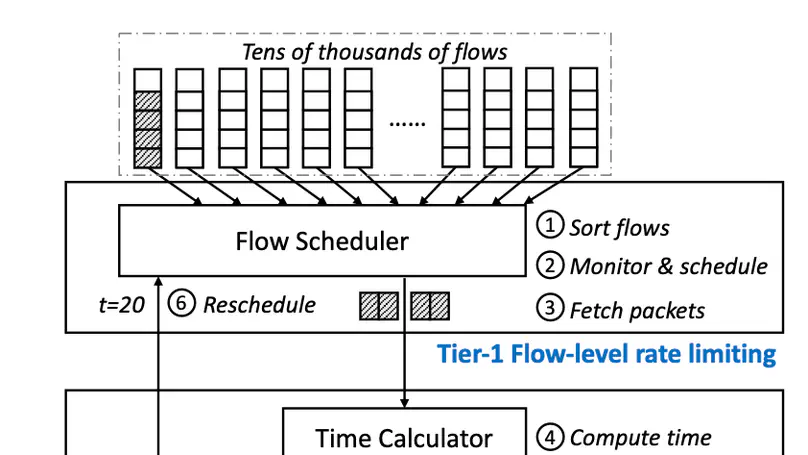 Tens of thousands of flows
......
Flow Scheduler
1 Sort flows
2 Monitor & schedule
t=20 6 Reschedule
3 Fetch packets
Tier-1 Flow-level rate limiting
Time Calculator
4 Compute time